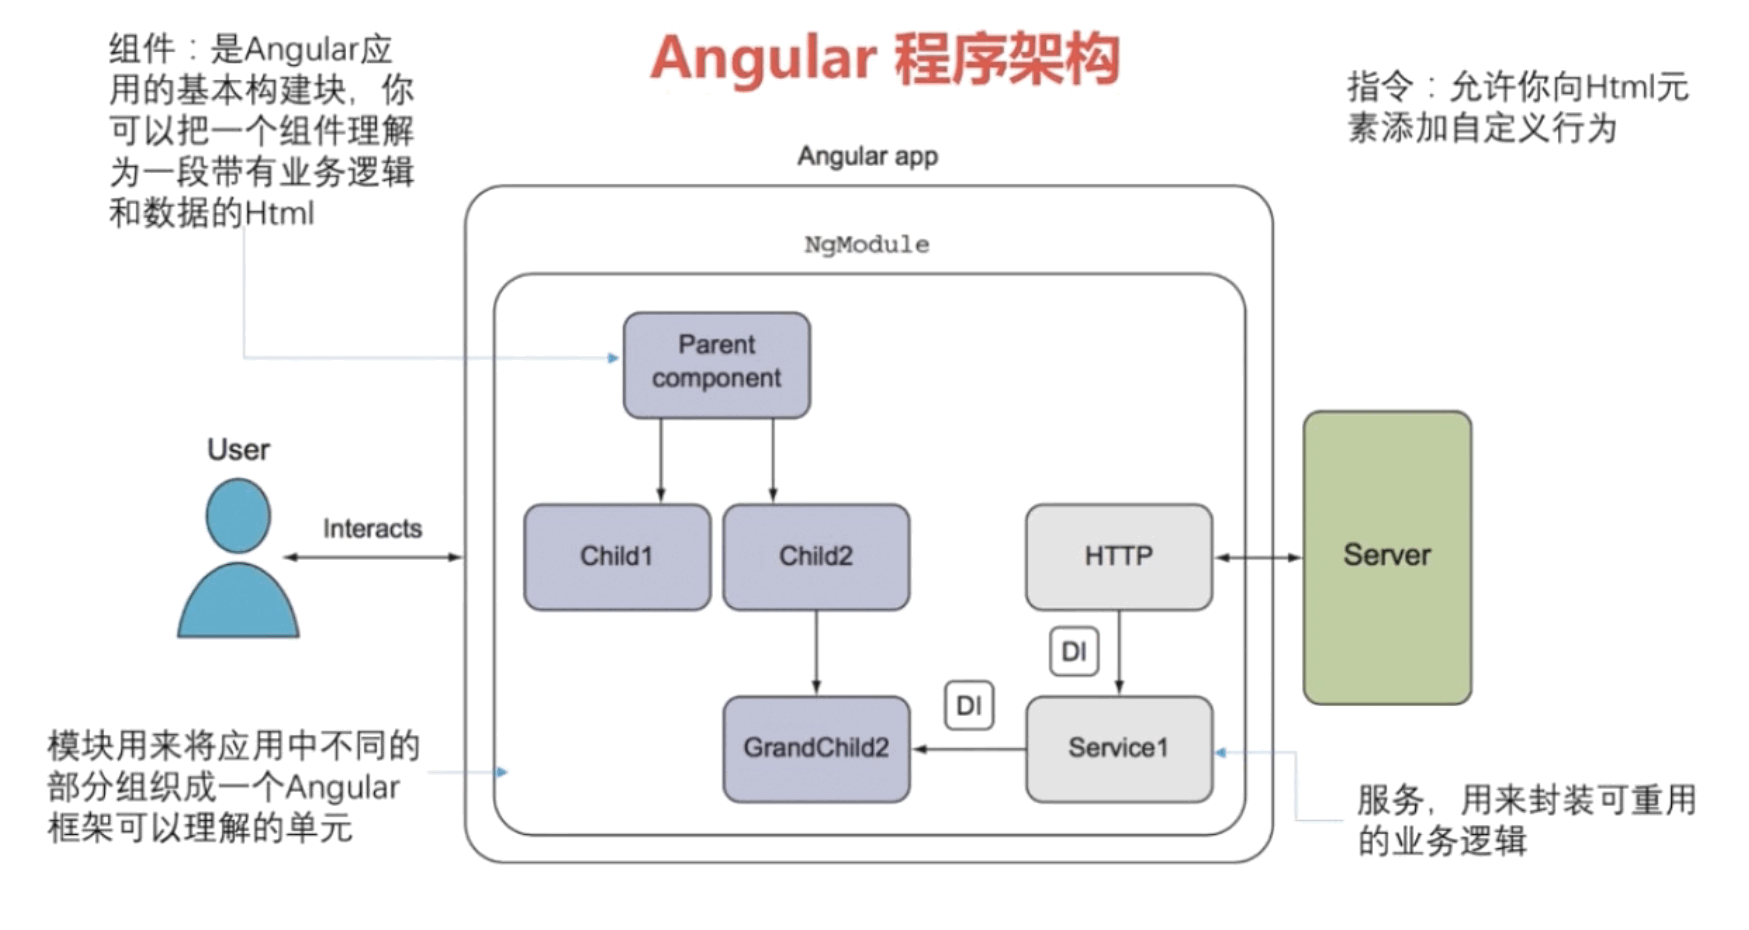 Angular 程序架构
组件：是Angular应
用的基本构建块，你
可以把一个组件理解
为一段带有业务逻辑
和数据的Html
指令：允许你向Html元
素添加自定义行为
Angular app
NgModule
Parent
component
User
Interacts
Child1
Child2
HTTP
Server
DI
DI
GrandChild2
Service1
模块用来将应用中不同的
部分组织成一个Angular
框架可以理解的单元
服务，用来封装可重用
的业务逻辑